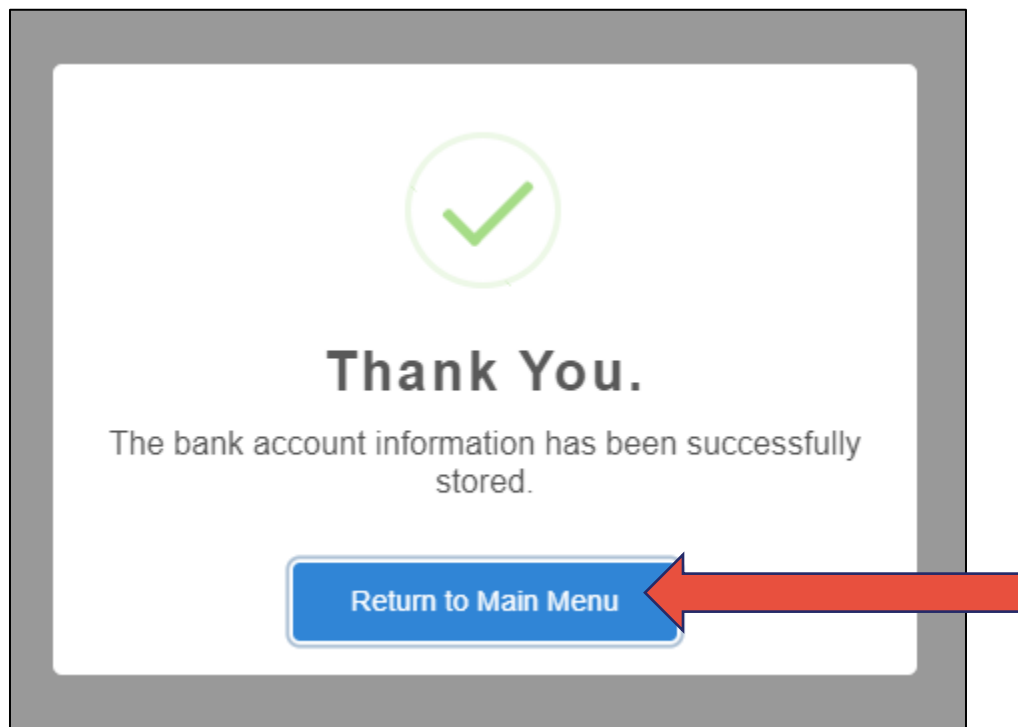 Thank You.
The bank account information has been successfully
stored.
Return to Main Menu